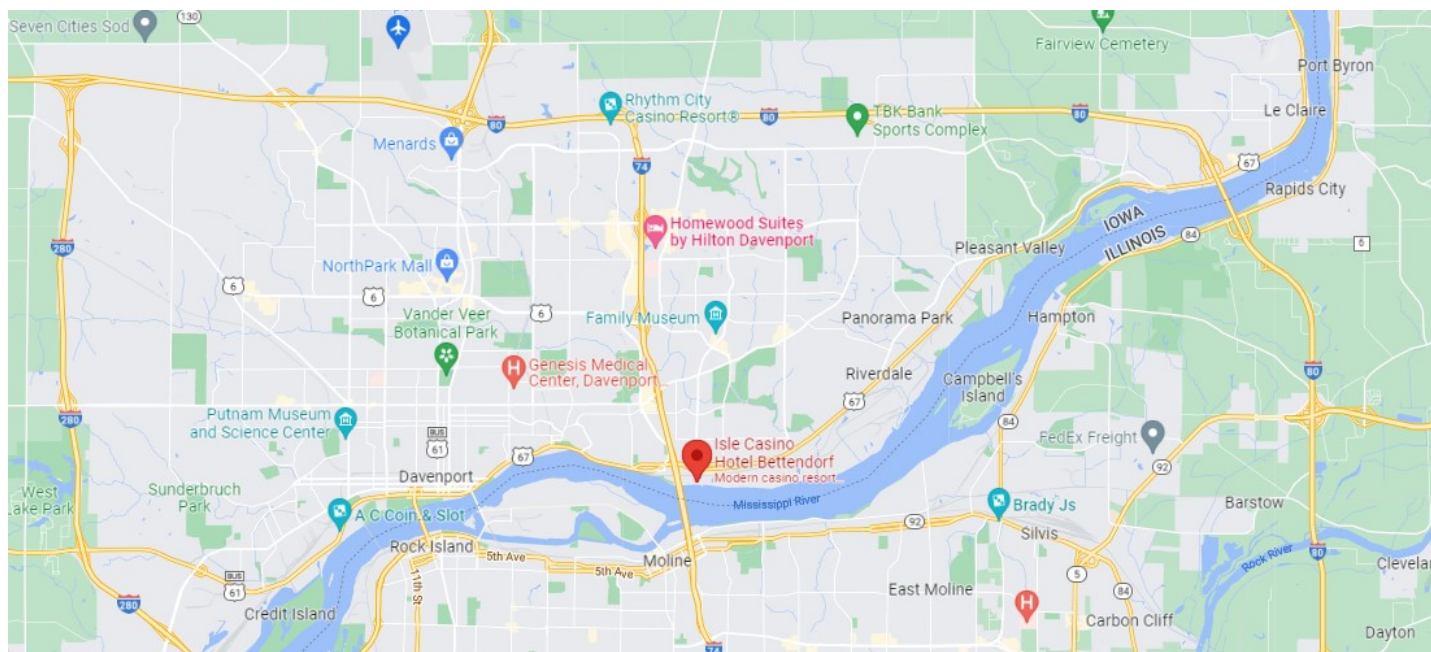 130
Seven Cities Sod
Fairview Cemetery
Port Byron
Rhythm City
Casino Resort®
80
80
80
TBK Bank
Sports Complex
Le Claire
Menards
74
67
Rapids City
IOWA
ILLINOIS
84
6
Homewood Suites
by Hilton Davenport
Pleasant Valley
280
NorthPark Mall
6
6
6
Vander Veer
Botanical Park
Family Museum
Panorama Park
Hampton
Genesis Medical
Center, Davenport
Riverdale
Campbell's
Island
80
67
Putnam Museum
and Science Center
280
BUS
61
67
Isle Casino
Hotel Bettendorf
Modern casino resort
FedEx Freight
84
92
Davenport
West
Lake Park
Sunderbruch
Park
Mississippi River
Brady Js
Barstow
A C Coin & Slot
92
Silvis
Rock Island
5th Ave
5th Ave
Moline
Rock River
80
BUS
61
11th St
East Moline
5
84
280
Credit Island
Carbon Cliff
Dayton
74